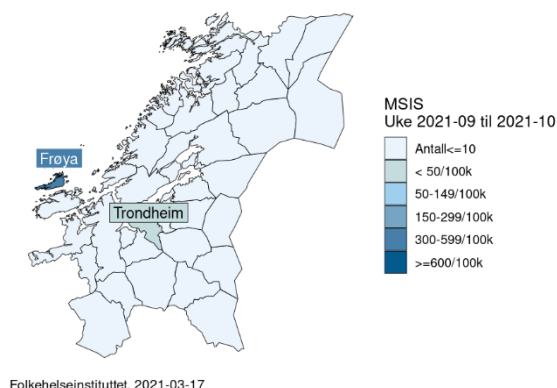 MSIS
Uke 2021-09 til 2021-10
Antall<=10
< 50/100k
50-149/100k
150-299/100k
300-599/100k
>=600/100k
Frøya
Trondheim
Folkehelseinstituttet, 2021-03-17